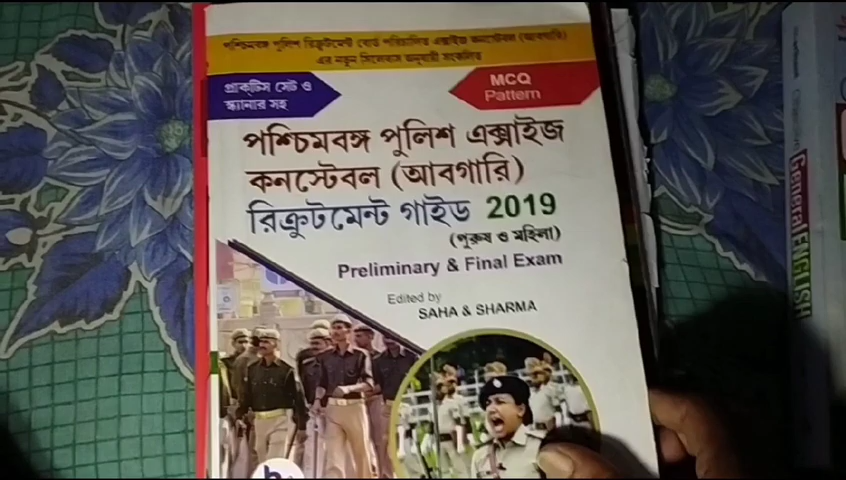 পশ্চিমবঙ্গ পুলিশ রিক্রুটমেন্ট বোর্ড পরিচালিত এক্সাইজ কনস্টেবল (আবগারি)
এর নতুন সিলেবাস অনুযায়ী সংকলিত
প্র্যাক্টিস সেট ও
স্ক্যানার সহ
MCQ
Pattern
পশ্চিমবঙ্গ পুলিশ এক্সাইজ
কনস্টেবল (আবগারি)
রিক্রুটমেন্ট গাইড 2019
(পুরুষ ও মহিলা)
Preliminary & Final Exam
Edited by
SAHA & SHARMA
General ENGLISH